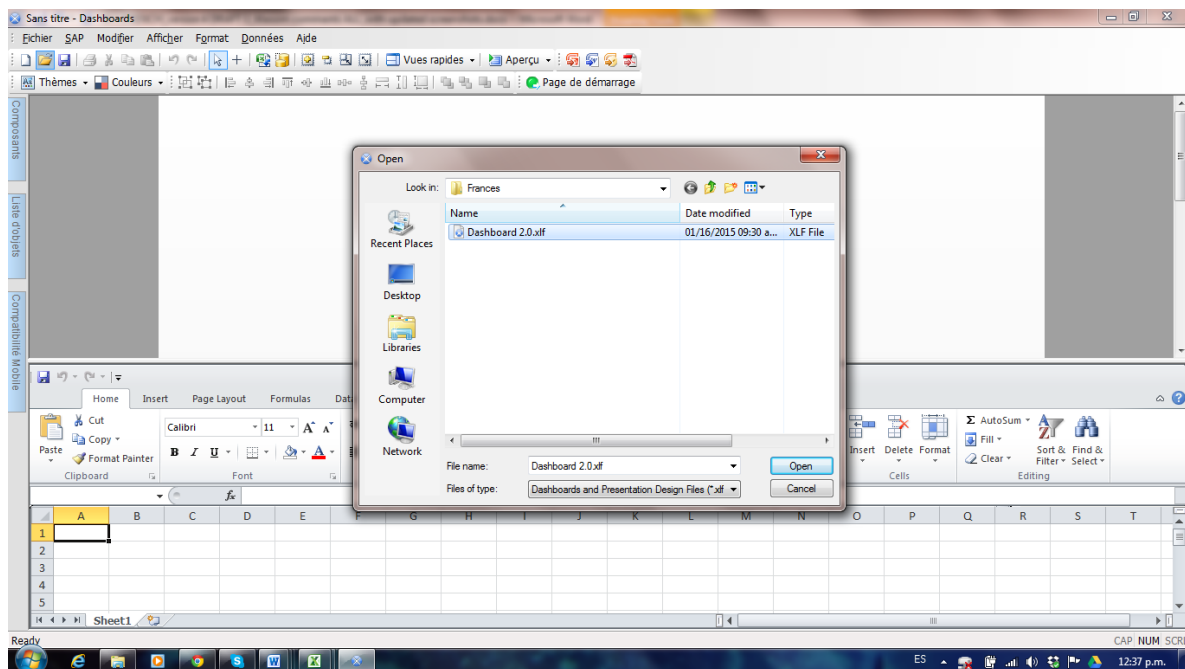 Sans titre - Dashboards
Fichier SAP Modifier Afficher Format Données Aide
Vues rapides Aperçu
Thèmes Couleurs Page de démarrage
Composants
Liste d'objets
Compatibilité Mobile
Open
Look in: Frances
Name Date modified Type
Dashboard 2.0.xlf 01/16/2015 09:30 a... XLF File
Recent Places
Desktop
Libraries
Computer
Network
File name: Dashboard 2.0.xlf Open
Files of type: Dashboards and Presentation Design Files (*.xlf Cancel
Home Insert Page Layout Formulas Dat
Paste
Cut
Copy
Format Painter
Clipboard
Calibri 11 A A
B I U A
Font
Insert Delete Format
Cells
Σ AutoSum
Fill
Clear
Sort & Filter
Find & Select
Editing
fx
A B C D E F G H I J K L M N O P Q R S T
1
2
3
4
5
Sheet1
Ready CAP NUM SCRI
ES 12:37 p.m.